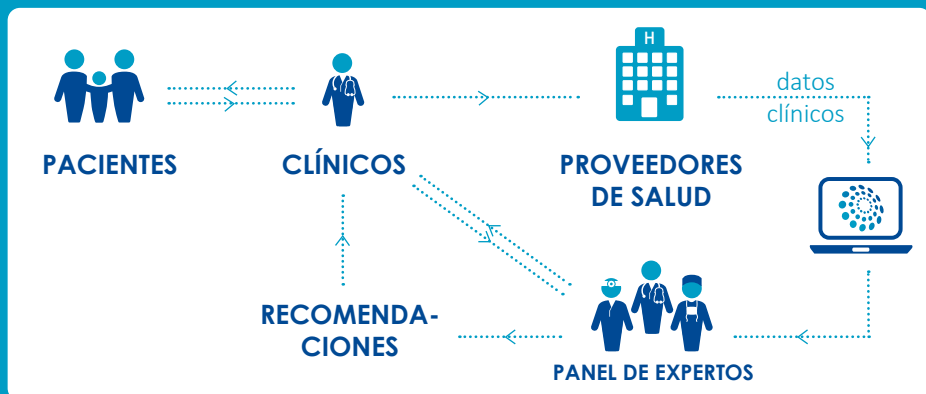 H
datos
clínicos
PACIENTES
CLÍNICOS
PROVEEDORES
DE SALUD
RECOMENDA-
CIONES
PANEL DE EXPERTOS